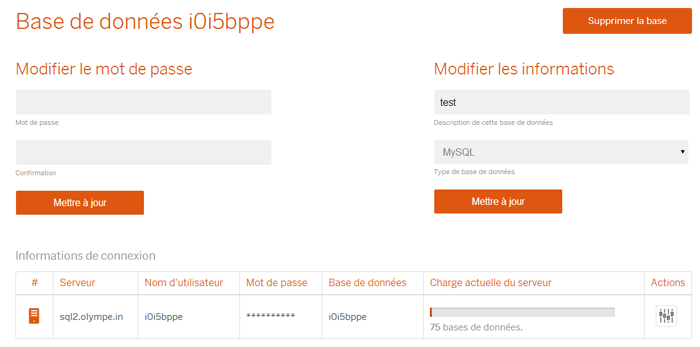 Base de données i0i5bppe
Supprimer la base
Modifier le mot de passe
Mot de passe
Confirmation
Mettre à jour
Modifier les informations
test
Description de cette base de données
MySQL
Type de base de données
Mettre à jour
Informations de connexion
# Serveur Nom d'utilisateur Mot de passe Base de données Charge actuelle du serveur Actions
sql2.olympe.in i0i5bppe ********** i0i5bppe
75 bases de données.